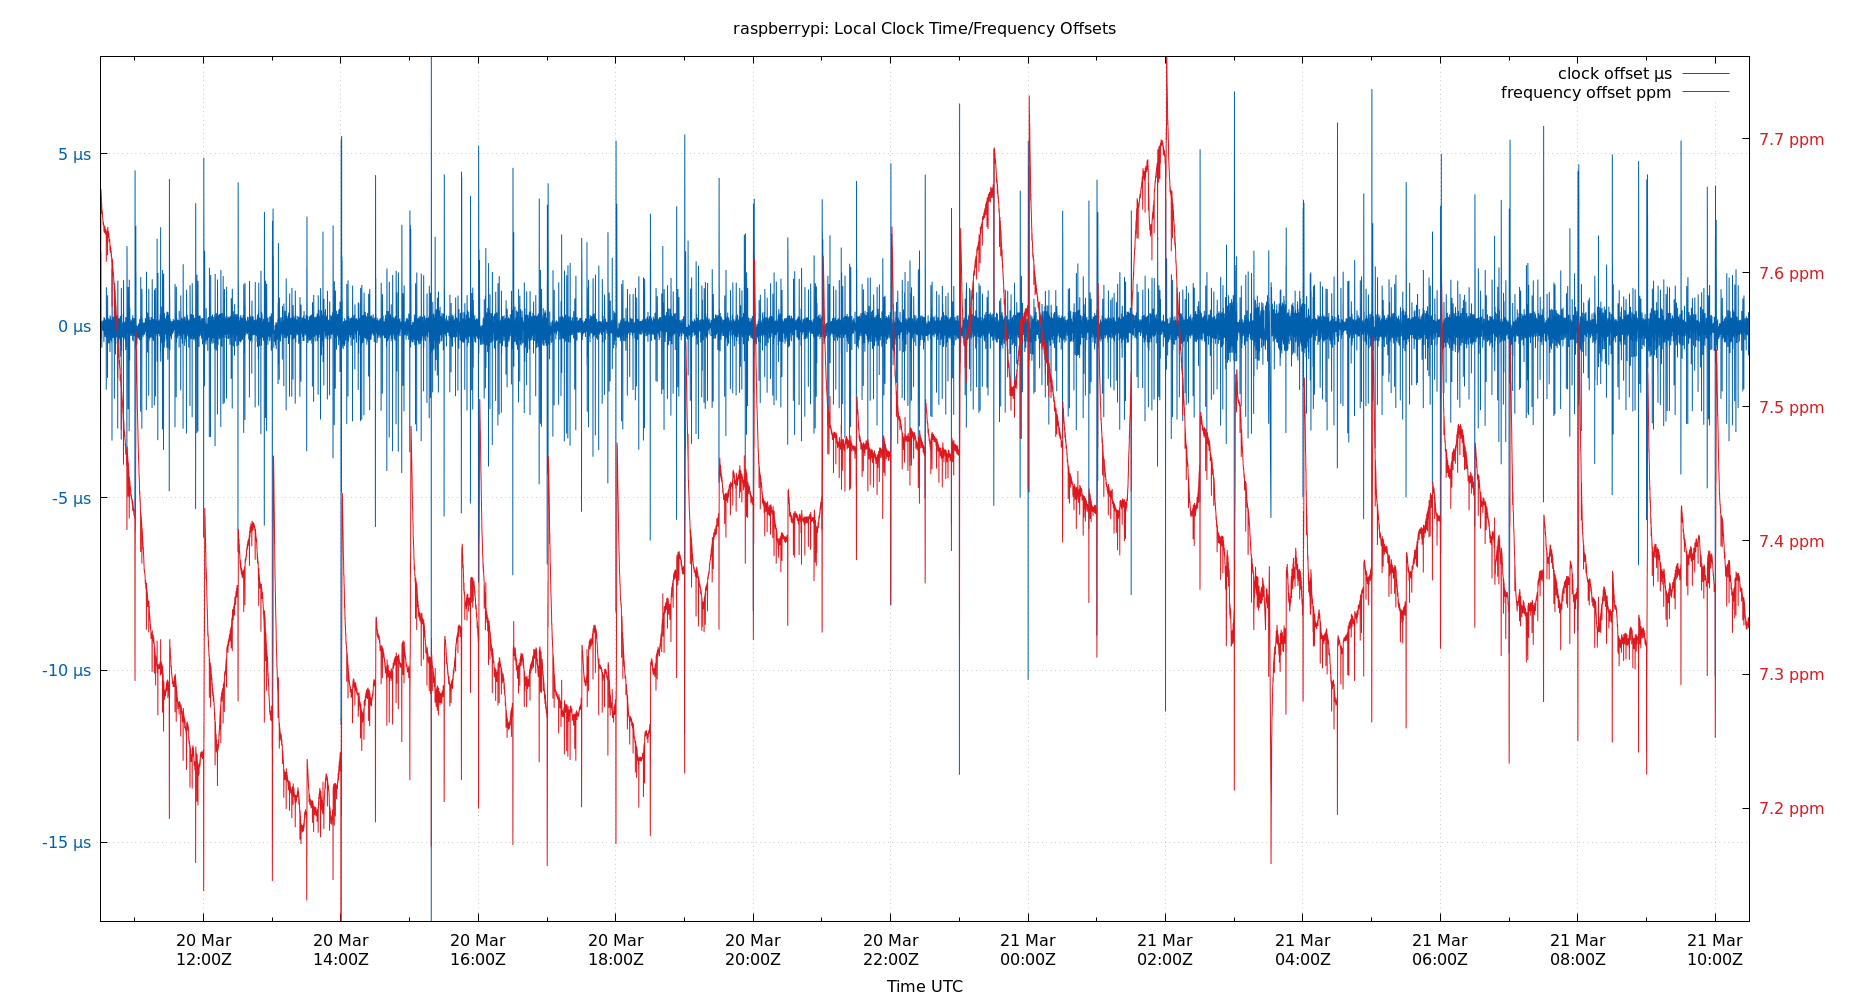 raspberrypi: Local Clock Time/Frequency Offsets
clock offset µs
frequency offset ppm
5 µs
0 µs
-5 µs
-10 µs
-15 µs
7.7 ppm
7.6 ppm
7.5 ppm
7.4 ppm
7.3 ppm
7.2 ppm
20 Mar 20 Mar 20 Mar 20 Mar 20 Mar 20 Mar 21 Mar 21 Mar 21 Mar 21 Mar 21 Mar 21 Mar
12:00Z 14:00Z 16:00Z 18:00Z 20:00Z 22:00Z 00:00Z 02:00Z 04:00Z 06:00Z 08:00Z 10:00Z
Time UTC